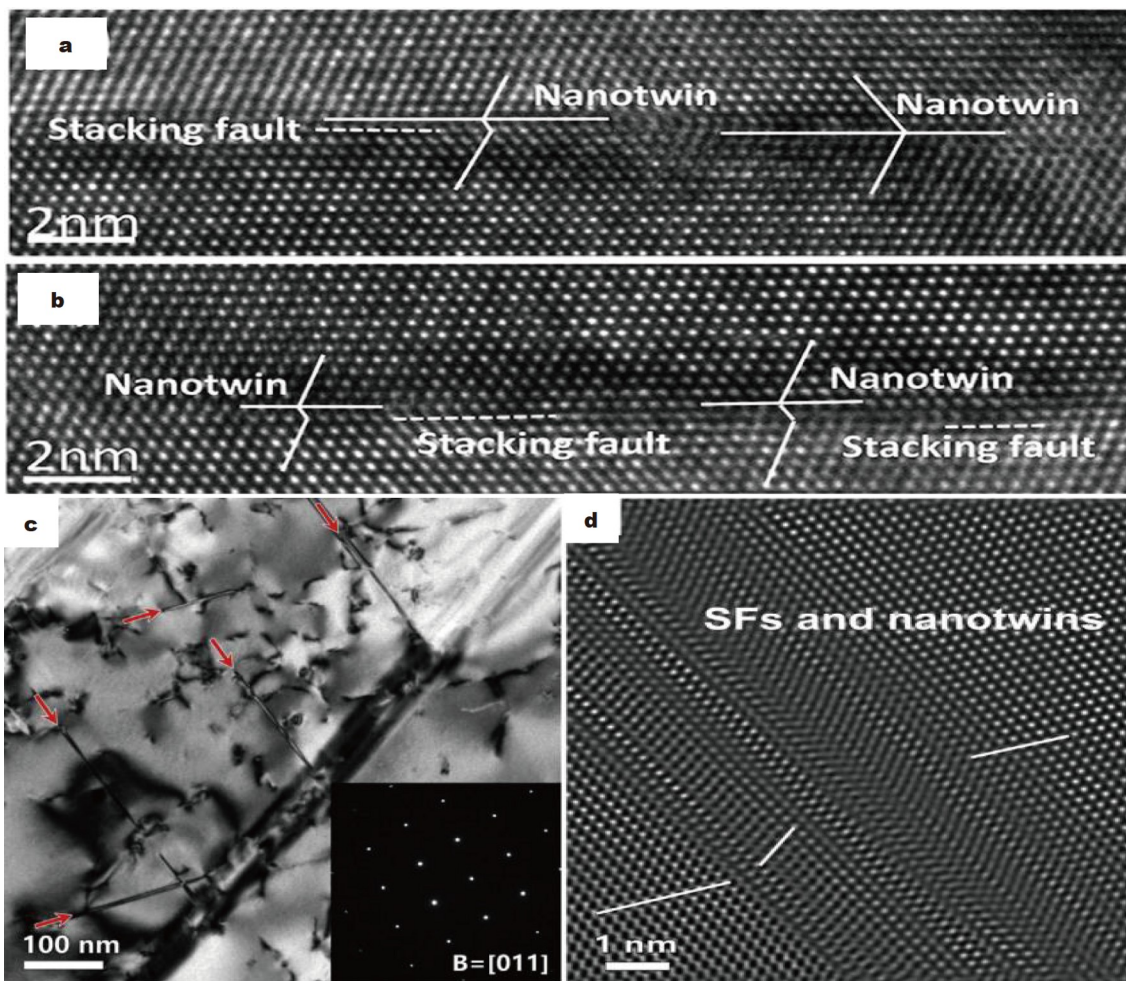 a
Nanotwin
Nanotwin
Stacking fault
2nm
b
Nanotwin
Nanotwin
Stacking fault
Stacking fault
2nm
c
100 nm
B=[011]
d
SFs and nanotwins
1 nm